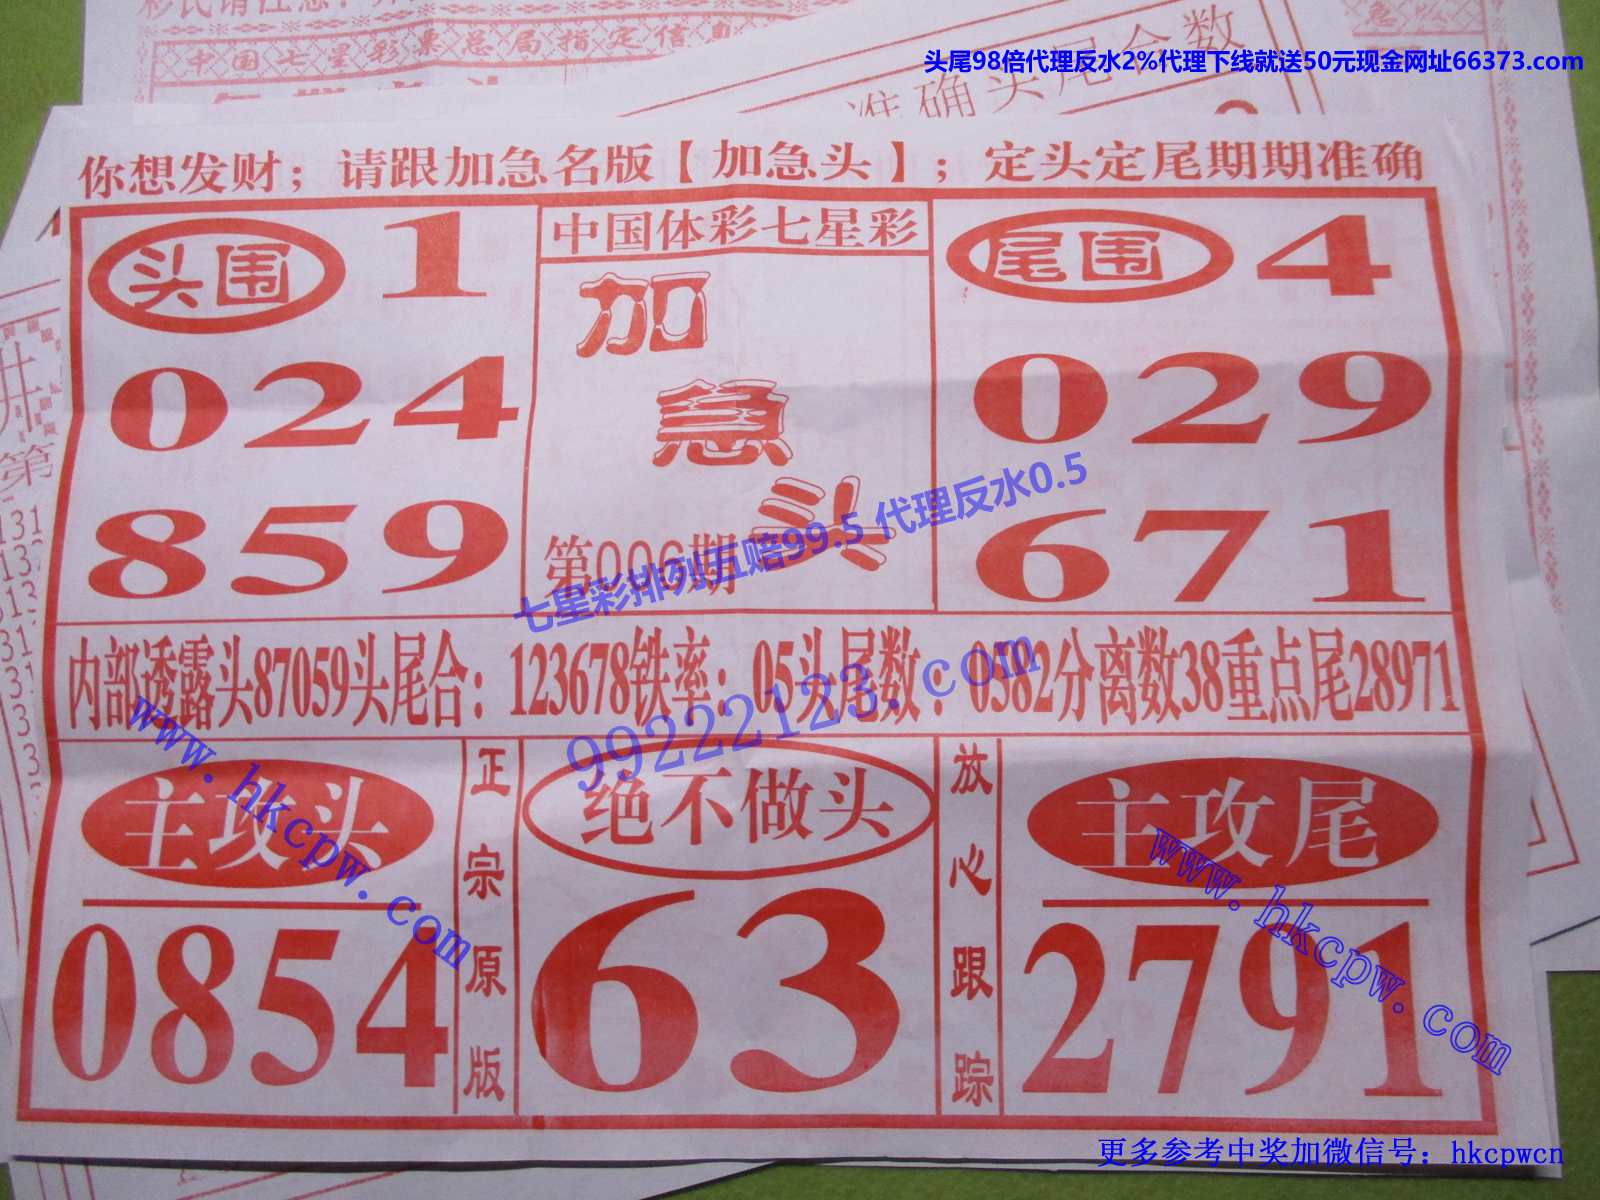 头尾98倍代理反水2%代理下线就送50元现金网址66373.com
中国七星彩票总局指定信息
准确头尾合数
你想发财；请跟加急名版【加急头】；定头定尾期期准确
头围 1
024
859
中国体彩七星彩
加
急
头
第006期
尾围 4
029
671
七星彩排列五赔99.5 代理反水0.5
内部透露头87059头尾合：123678铁率：05头尾数：0582分离数38重点尾28971
99222123.com
www.hkcpw.com
主攻头
0854
正宗原版
绝不做头
63
放心跟踪
主攻尾
2791
www.hkcpw.com
更多参考中奖加微信号：hkcpwcn